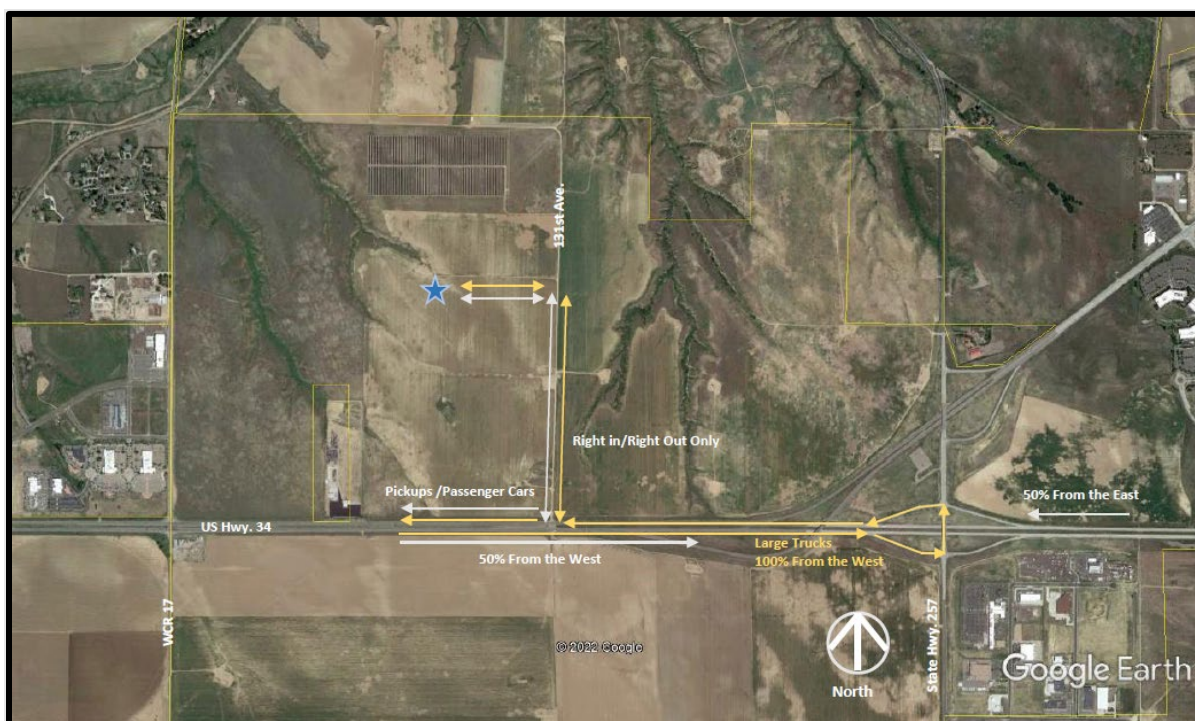 131st Ave.
Right in/Right Out Only
Pickups /Passenger Cars
50% From the East
US Hwy. 34
50% From the West
Large Trucks
100% From the West
WCR 17
State Hwy. 257
© 2022 Google
North
Google Earth